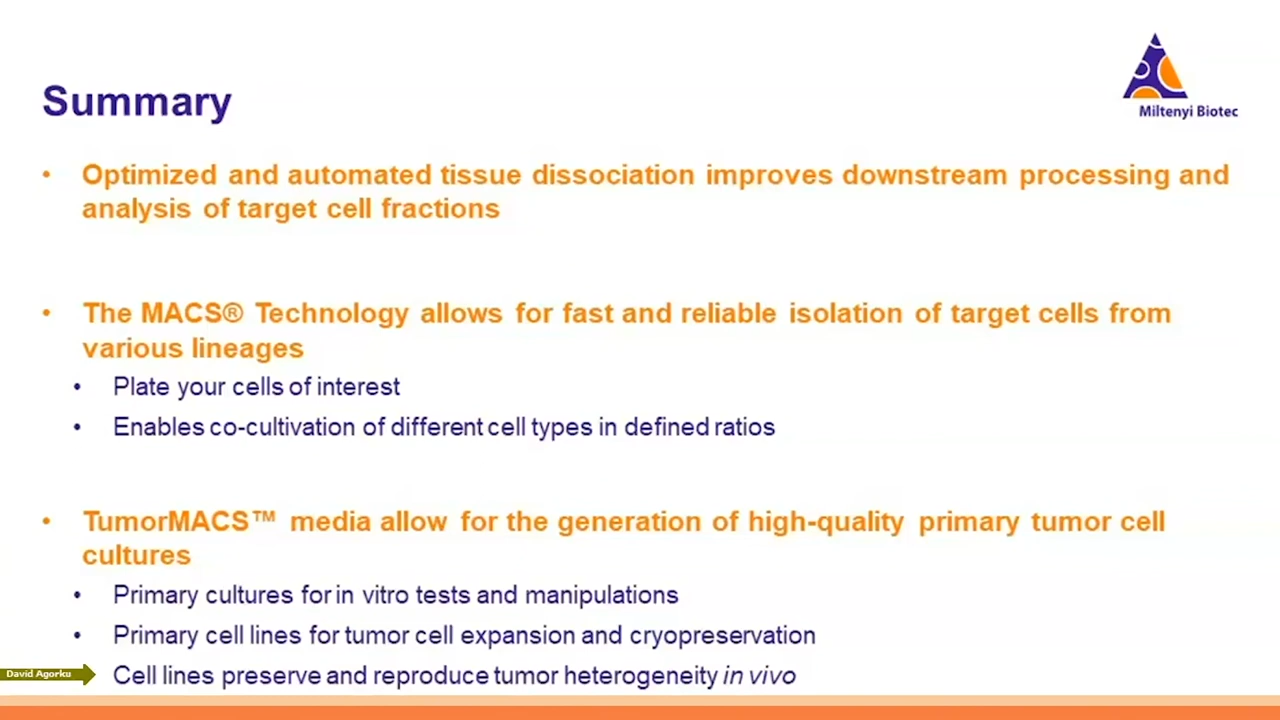 Miltenyi Biotec
Summary
• Optimized and automated tissue dissociation improves downstream processing and
analysis of target cell fractions
• The MACS® Technology allows for fast and reliable isolation of target cells from
various lineages
• Plate your cells of interest
• Enables co-cultivation of different cell types in defined ratios
• TumorMACS™ media allow for the generation of high-quality primary tumor cell
cultures
• Primary cultures for in vitro tests and manipulations
• Primary cell lines for tumor cell expansion and cryopreservation
David Agorku
• Cell lines preserve and reproduce tumor heterogeneity in vivo